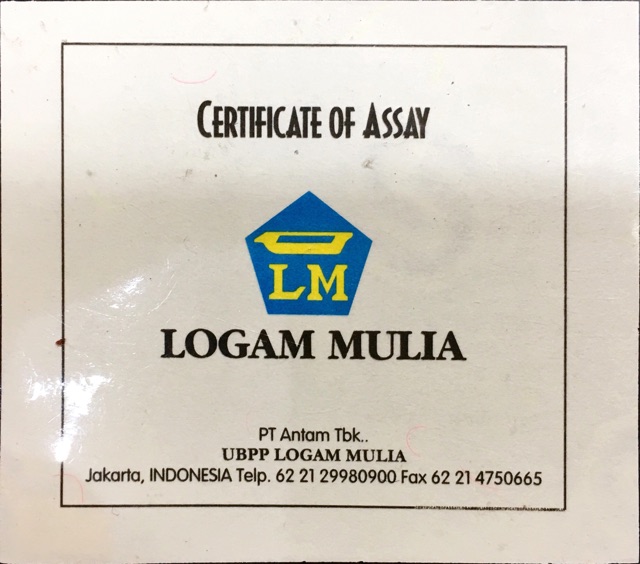 CERTIFICATE OF ASSAY
LM
LOGAM MULIA
PT Antam Tbk..
UBPP LOGAM MULIA
Jakarta, INDONESIA Telp. 62 21 29980900 Fax 62 21 4750665